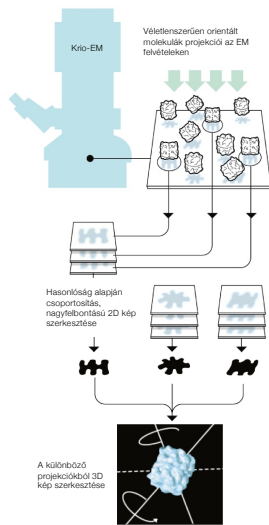 Krio-EM
Véletlenszerűen orientált
molekulák projekciói az EM
felvételeken
Hasonlóság alapján
csoportosítás,
nagyfelbontású 2D kép
szerkesztése
A különböző
projekciókból 3D
kép szerkesztése